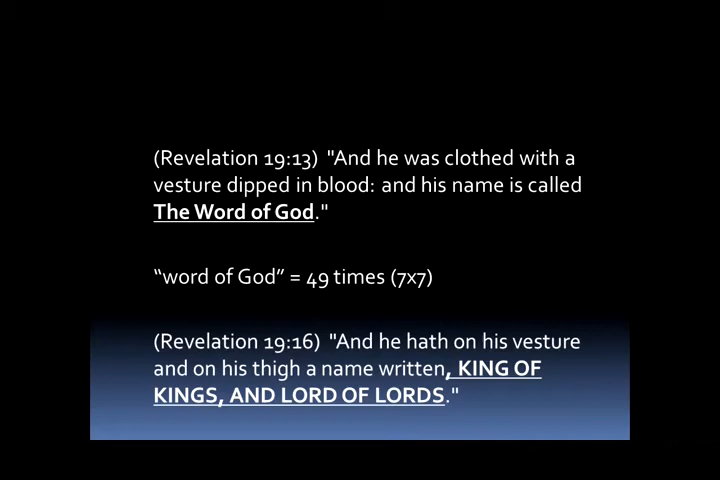 (Revelation 19:13)  "And he was clothed with a
vesture dipped in blood: and his name is called
The Word of God."
“word of God” = 49 times (7x7)
(Revelation 19:16)  "And he hath on his vesture
and on his thigh a name written, KING OF
KINGS, AND LORD OF LORDS."